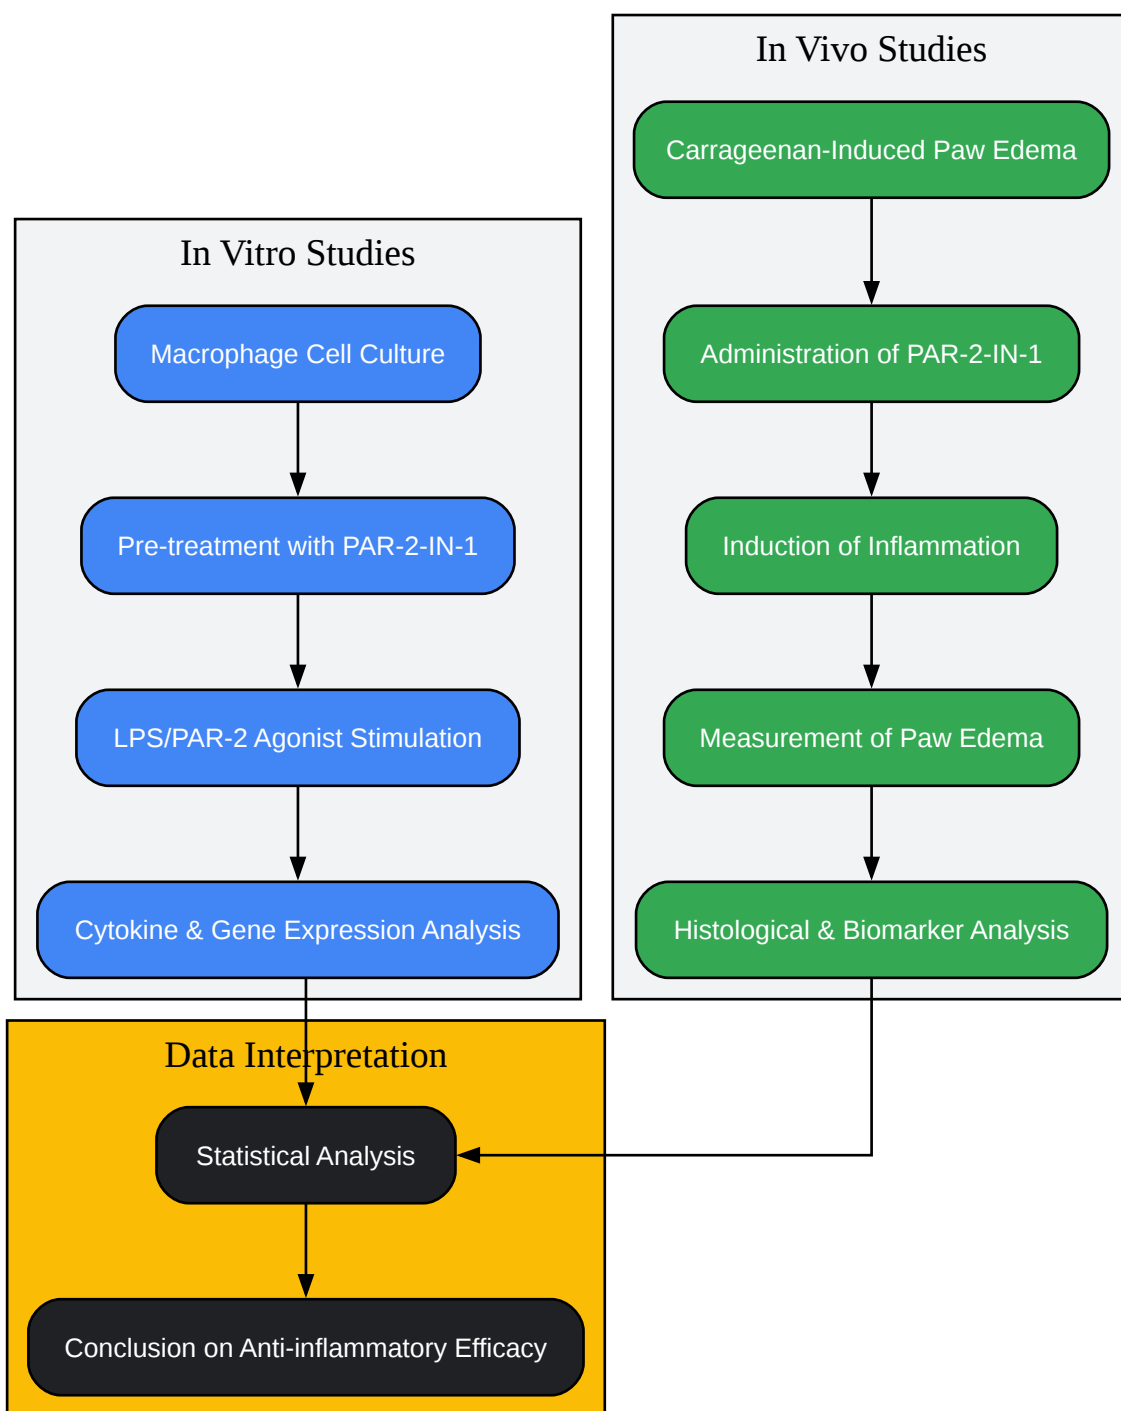 In Vivo Studies
Carrageenan-Induced Paw Edema
Administration of PAR-2-IN-1
Induction of Inflammation
Measurement of Paw Edema
Histological & Biomarker Analysis
In Vitro Studies
Macrophage Cell Culture
Pre-treatment with PAR-2-IN-1
LPS/PAR-2 Agonist Stimulation
Cytokine & Gene Expression Analysis
Data Interpretation
Statistical Analysis
Conclusion on Anti-inflammatory Efficacy